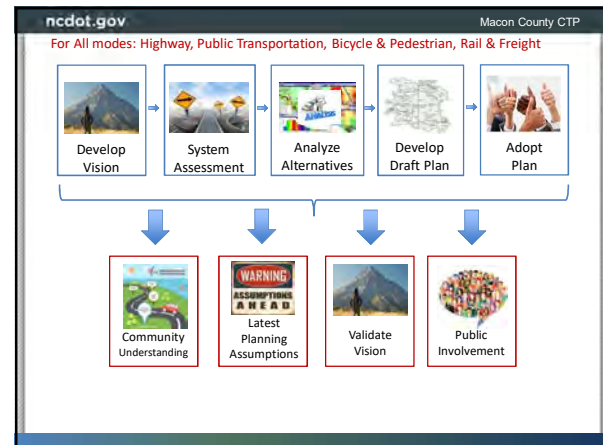 ncdot.gov
Macon County CTP
For All modes: Highway, Public Transportation, Bicycle & Pedestrian, Rail & Freight
Develop
Vision
System
Assessment
ANALYSIS
Analyze
Alternatives
Develop
Draft Plan
Adopt
Plan
Community
Understanding
WARNING
ASSUMPTIONS
AHEAD
Latest
Planning
Assumptions
Validate
Vision
Public
Involvement